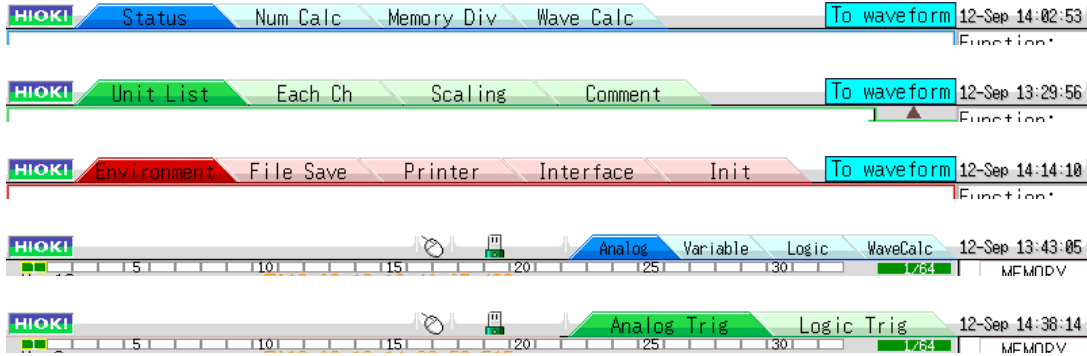 HIOKI Status Num Calc Memory Div Wave Calc To waveform 12-Sep 14:02:53
Function:
HIOKI Unit List Each Ch Scaling Comment To waveform 12-Sep 13:29:56
Function:
HIOKI Environment File Save Printer Interface Init To waveform 12-Sep 14:14:10
Function:
HIOKI Analog Variable Logic WaveCalc 12-Sep 13:43:05
5 10 15 20 25 30 1/64 MEMORY
HIOKI Analog Trig Logic Trig 12-Sep 14:38:14
5 10 15 20 25 30 1/64 MEMORY